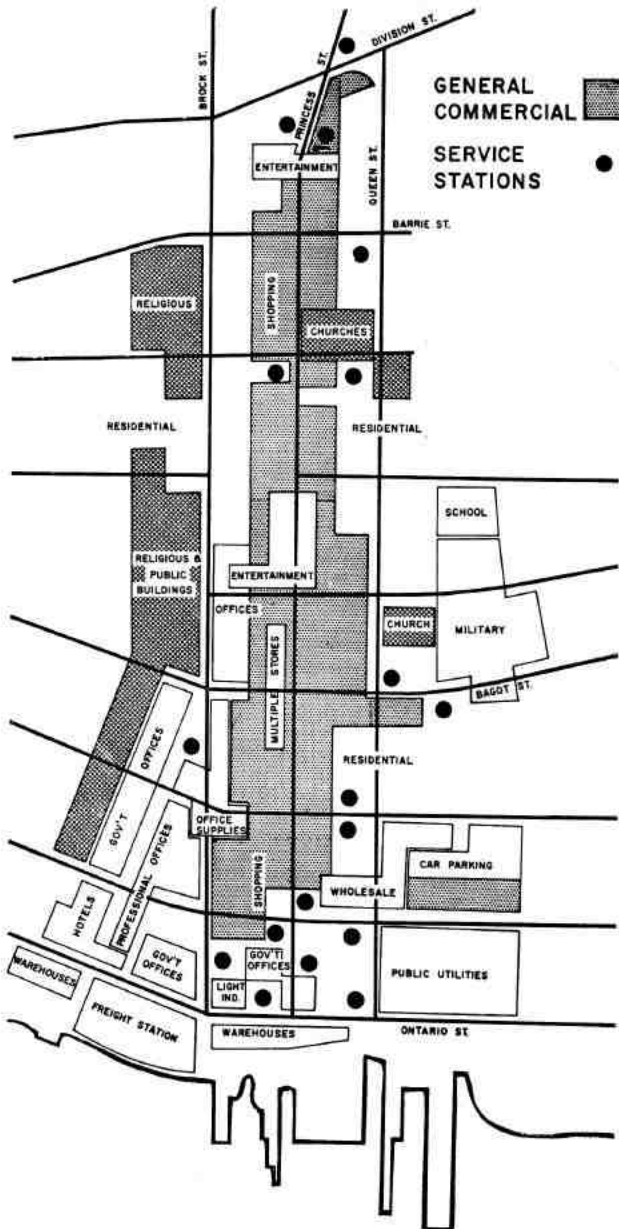 DIVISION ST.
BROCK ST.
PRINCESS ST.
QUEEN ST.
GENERAL
COMMERCIAL
SERVICE
STATIONS
ENTERTAINMENT
BARRIE ST.
RELIGIOUS
SHOPPING
CHURCHES
RESIDENTIAL
RESIDENTIAL
SCHOOL
RELIGIOUS &
PUBLIC
BUILDINGS
ENTERTAINMENT
OFFICES
CHURCH
MILITARY
MULTIPLE STORES
BAGOT ST.
GOV'T OFFICES
RESIDENTIAL
OFFICE
SUPPLIES
PROFESSIONAL OFFICES
SHOPPING
CAR PARKING
WHOLESALE
HOTELS
GOV'T
OFFICES
GOV'T
OFFICES
PUBLIC UTILITIES
WAREHOUSES
LIGHT
IND.
FREIGHT STATION
WAREHOUSES
ONTARIO ST.